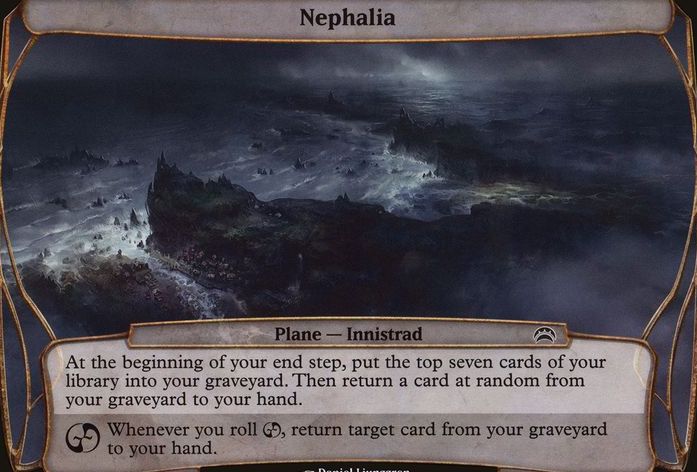 Nephalia
Plane — Innistrad
At the beginning of your end step, put the top seven cards of your
library into your graveyard. Then return a card at random from
your graveyard to your hand.
Whenever you roll , return target card from your graveyard
to your hand.
Daniel Ljunggren